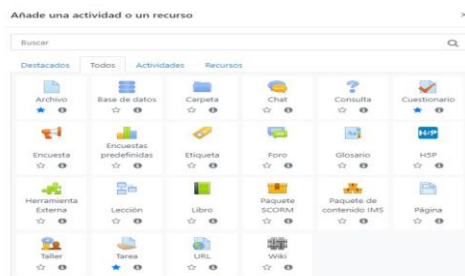 Añade una actividad o un recurso
Buscar
Destacados Todos Actividades Recursos
Archivo Base de datos Carpeta Chat Consulta Cuestionario
Encuesta Encuestas predefinidas Etiqueta Foro Glosario H5P
H5P
Herramienta Externa Lección Libro Paquete SCORM Paquete de contenido IMS Página
Taller Tarea URL Wiki